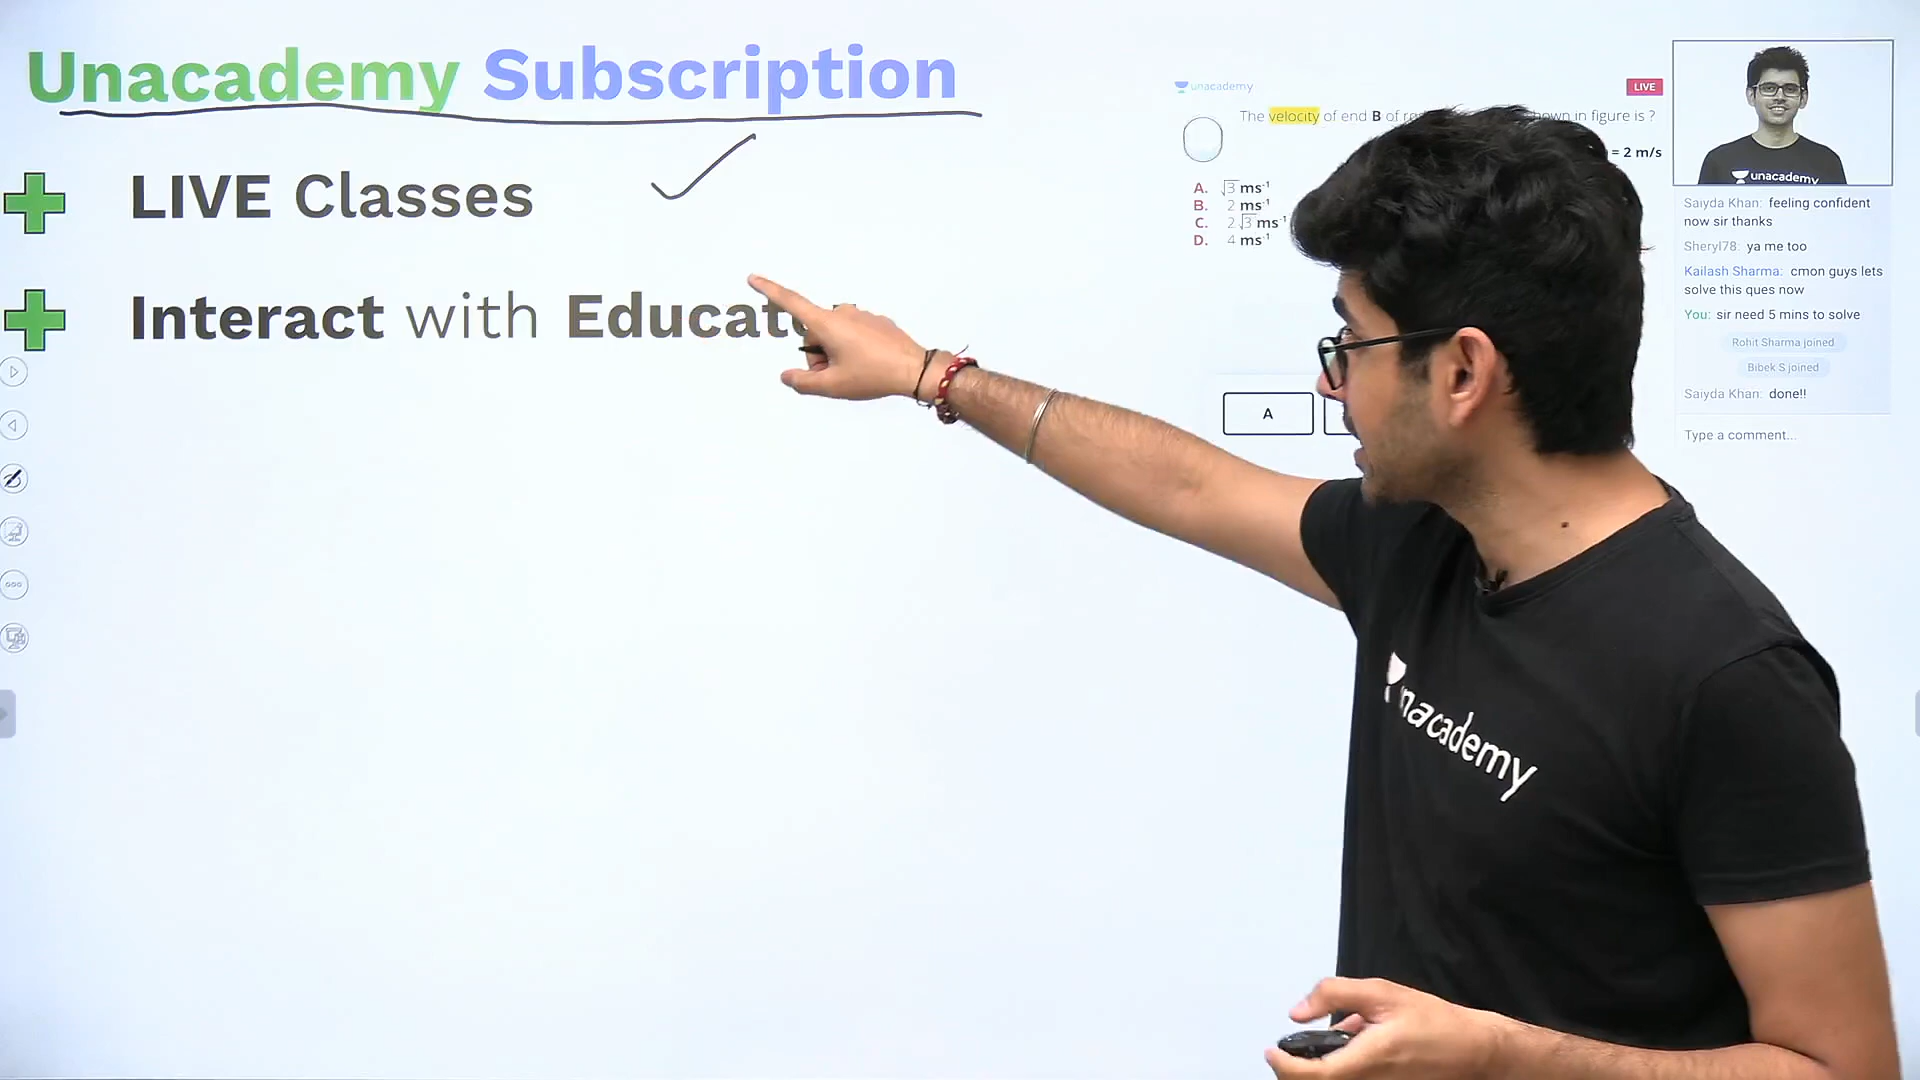 Unacademy Subscription
LIVE Classes
Interact with
unacademy
LIVE
The velocity of end B of
shown in figure is ?
= 2 m/s
A. √3 ms-1
B. 2 ms-1
C. 2√3 ms-1
D. 4 ms-1
A
unacademy
Saiyda Khan: feeling confident
now sir thanks
Sheryl78: ya me too
Kailash Sharma: cmon guys lets
solve this ques now
You: sir need 5 mins to solve
Rohit Sharma joined
Bibek S joined
Saiyda Khan: done!!
Type a comment...
unacademy